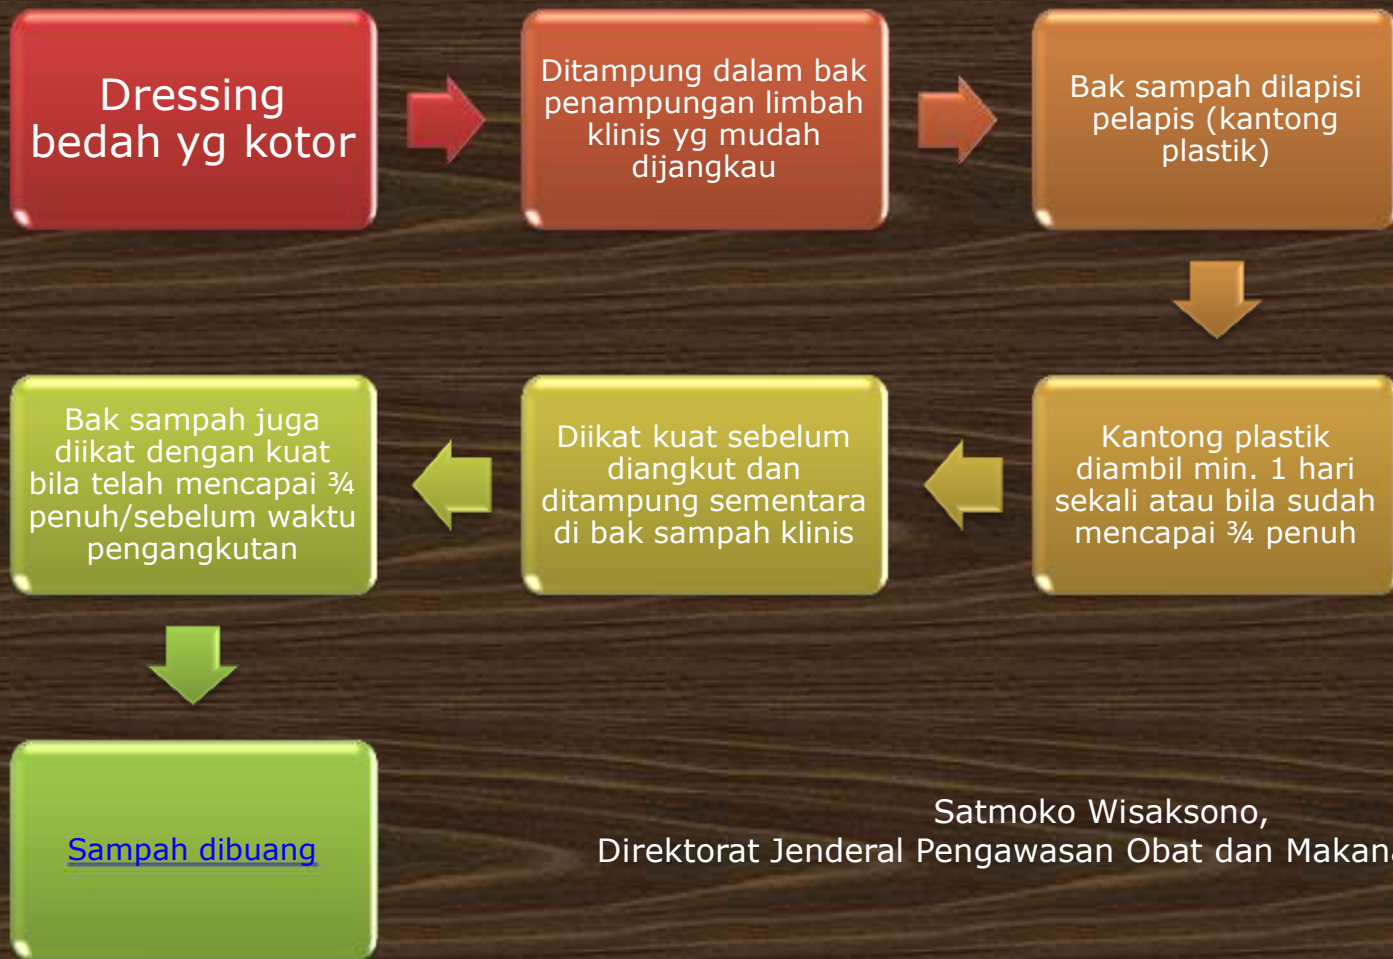 Dressing
bedah yg kotor
Ditampung dalam bak
penampungan limbah
klinis yg mudah
dijangkau
Bak sampah dilapisi
pelapis (kantong
plastik)
Kantong plastik
diambil min. 1 hari
sekali atau bila sudah
mencapai ¾ penuh
Diikat kuat sebelum
diangkut dan
ditampung sementara
di bak sampah klinis
Bak sampah juga
diikat dengan kuat
bila telah mencapai ¾
penuh/sebelum waktu
pengangkutan
Sampah dibuang
Satmoko Wisaksono,
Direktorat Jenderal Pengawasan Obat dan